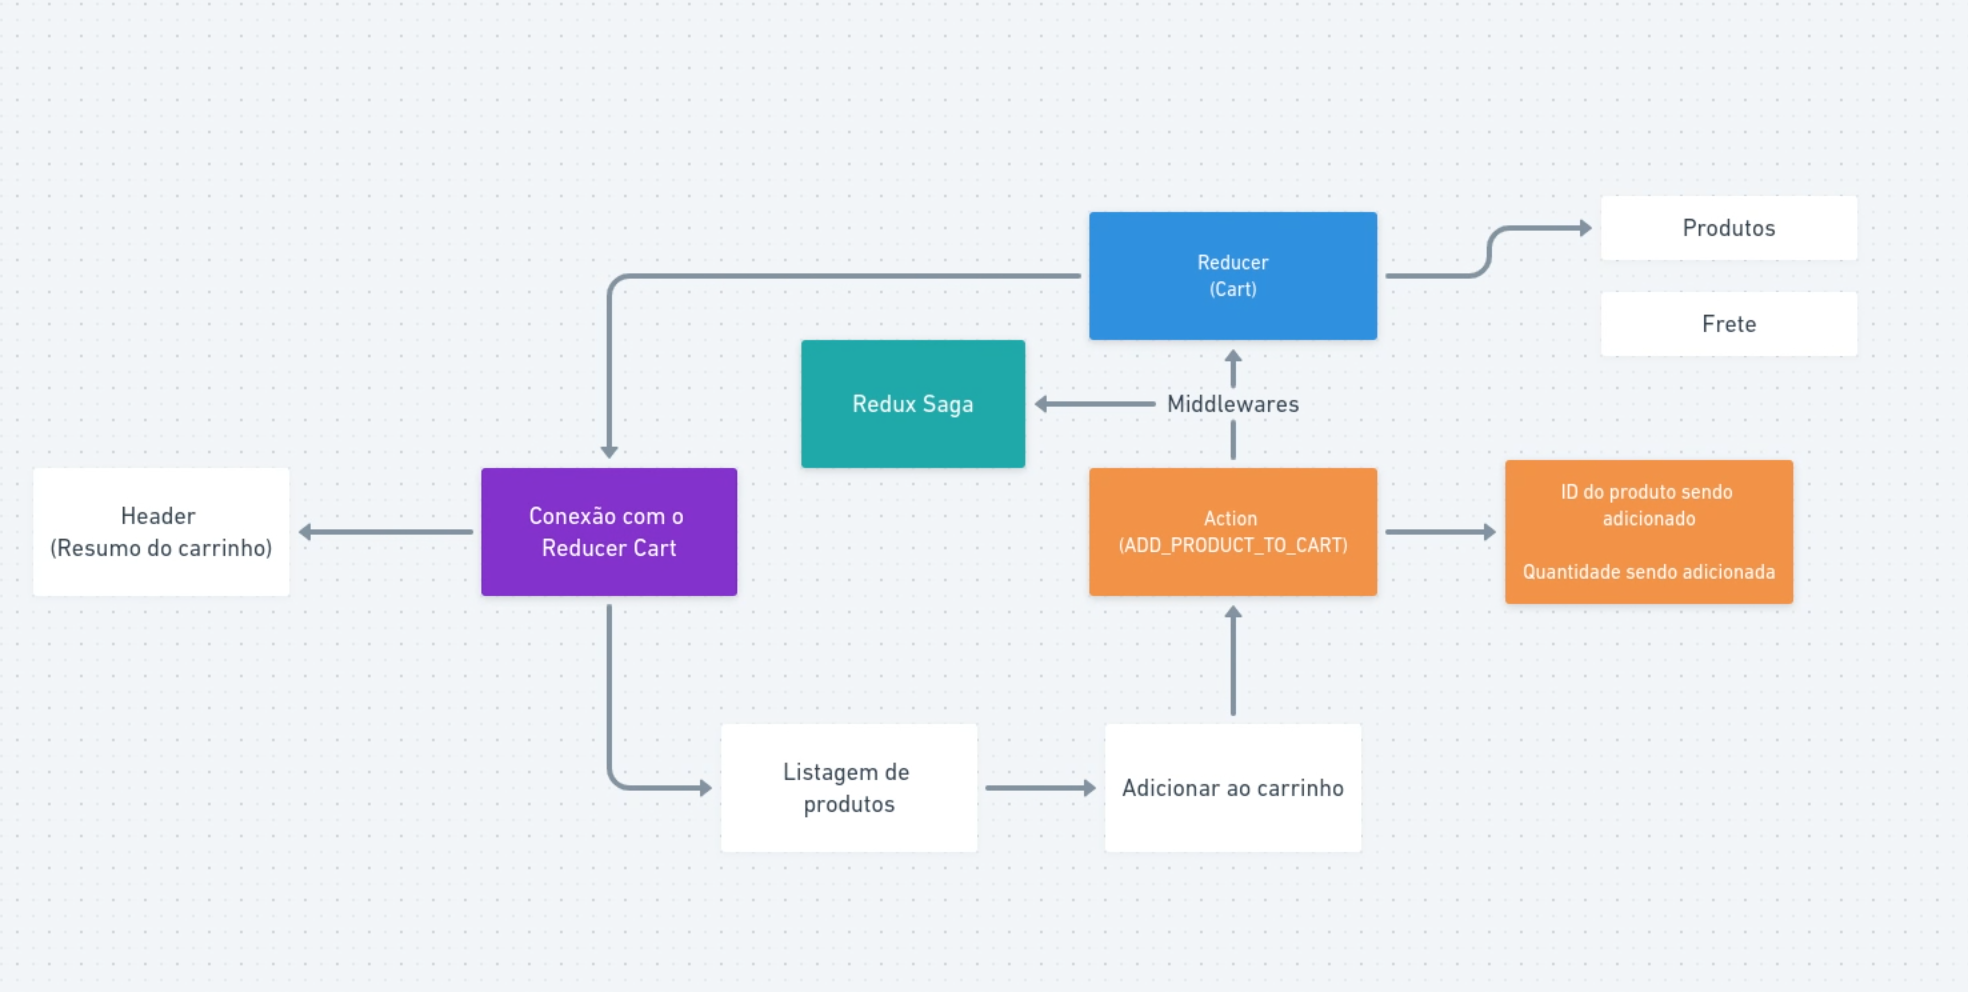 Reducer
(Cart)
Produtos
Frete
Redux Saga
Middlewares
Header
(Resumo do carrinho)
Conexão com o
Reducer Cart
Action
(ADD_PRODUCT_TO_CART)
ID do produto sendo
adicionado
Quantidade sendo adicionada
Listagem de
produtos
Adicionar ao carrinho